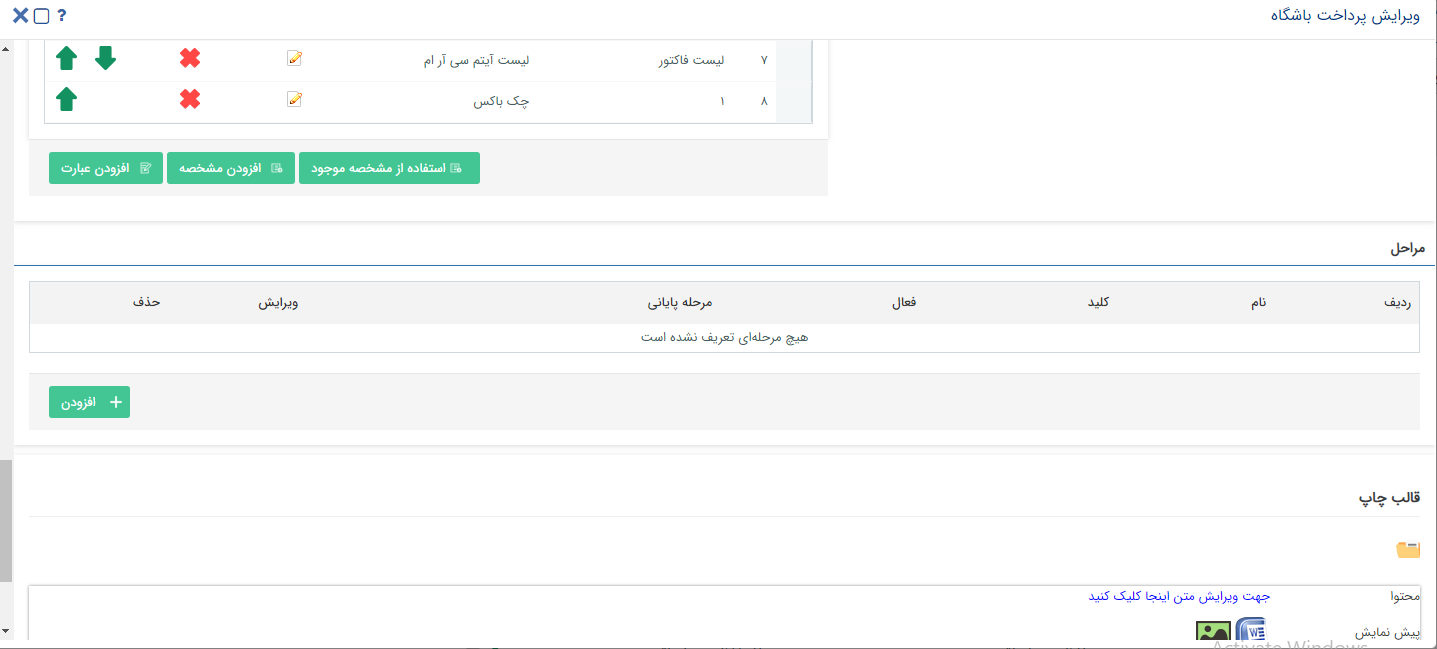 ویرایش پرداخت باشگاه ?
۷ لیست فاکتور لیست آیتم سی آر ام
۸ ۱ چک باکس
استفاده از مشخصه موجود افزودن مشخصه افزودن عبارت
مراحل
ردیف نام کلید فعال مرحله پایانی ویرایش حذف
هیچ مرحله‌ای تعریف نشده است
+ افزودن
قالب چاپ
محتوا جهت ویرایش متن اینجا کلیک کنید
پیش نمایش W
Activate Windows